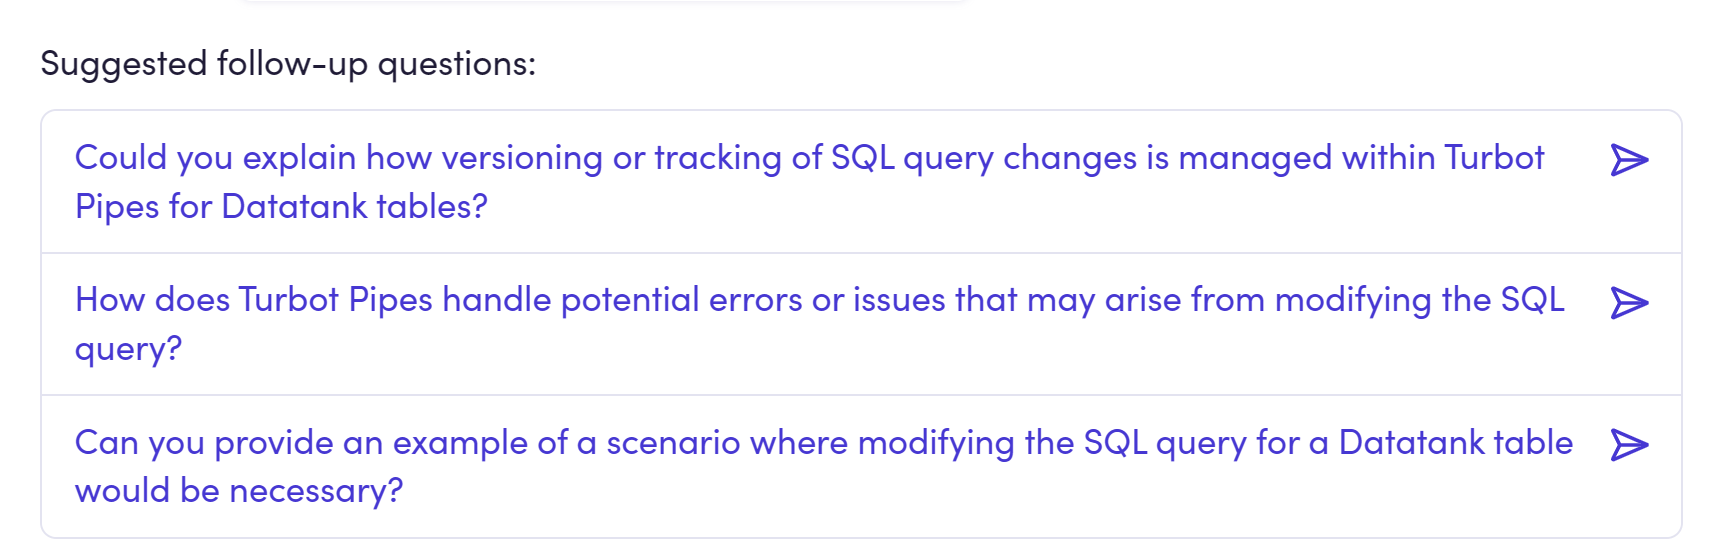 Suggested follow-up questions:
Could you explain how versioning or tracking of SQL query changes is managed within Turbot
Pipes for Datatank tables?
How does Turbot Pipes handle potential errors or issues that may arise from modifying the SQL
query?
Can you provide an example of a scenario where modifying the SQL query for a Datatank table
would be necessary?